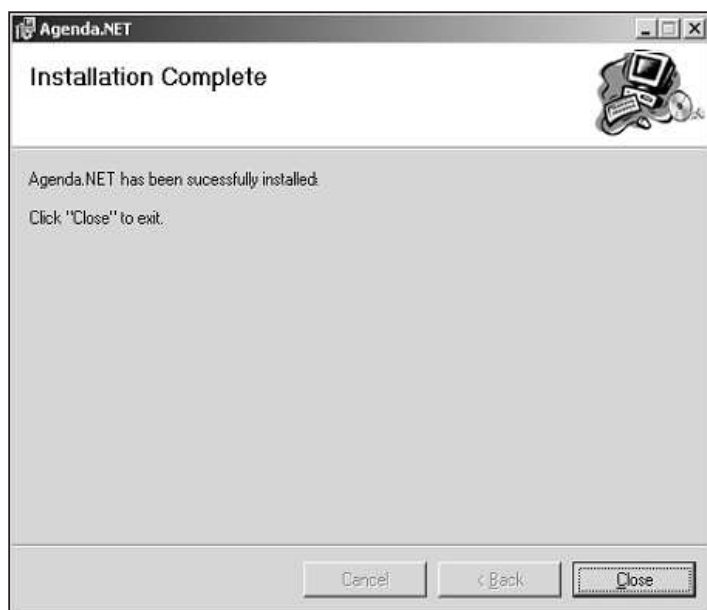 Agenda.NET
Installation Complete
Agenda.NET has been sucessfully installed.
Click "Close" to exit.
Cancel
< Back
Close